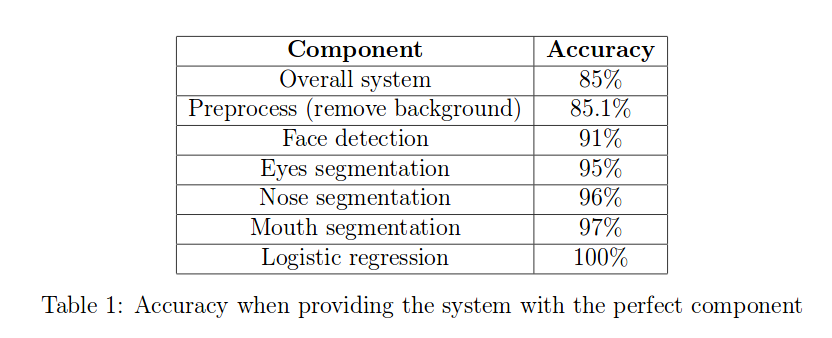 Component Accuracy
Overall system 85%
Preprocess (remove background) 85.1%
Face detection 91%
Eyes segmentation 95%
Nose segmentation 96%
Mouth segmentation 97%
Logistic regression 100%
Table 1: Accuracy when providing the system with the perfect component